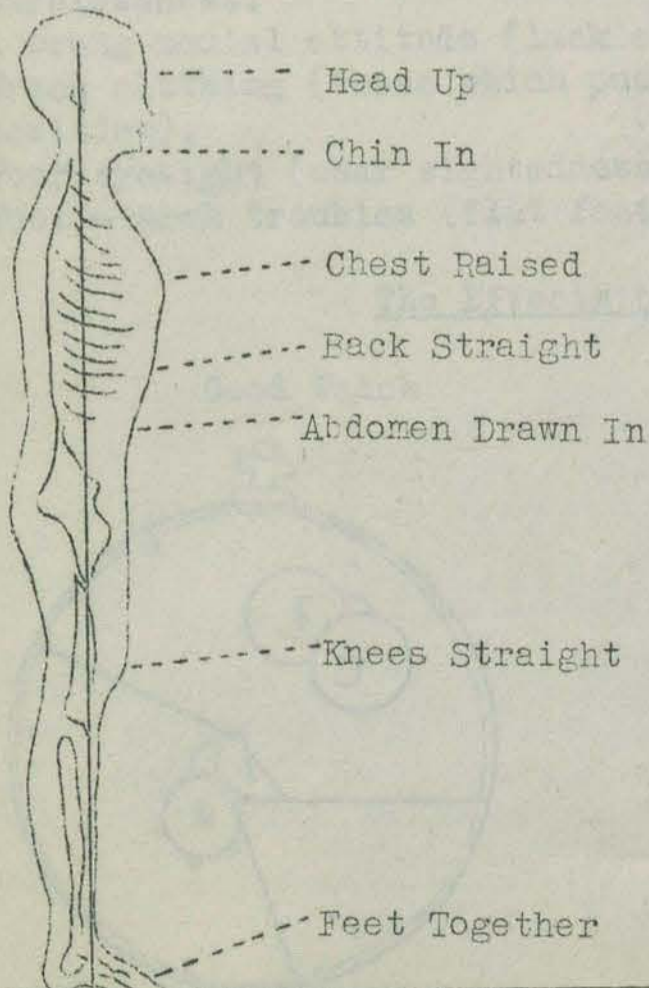 Head Up
Chin In
Chest Raised
Back Straight
Abdomen Drawn In
Knees Straight
Feet Together